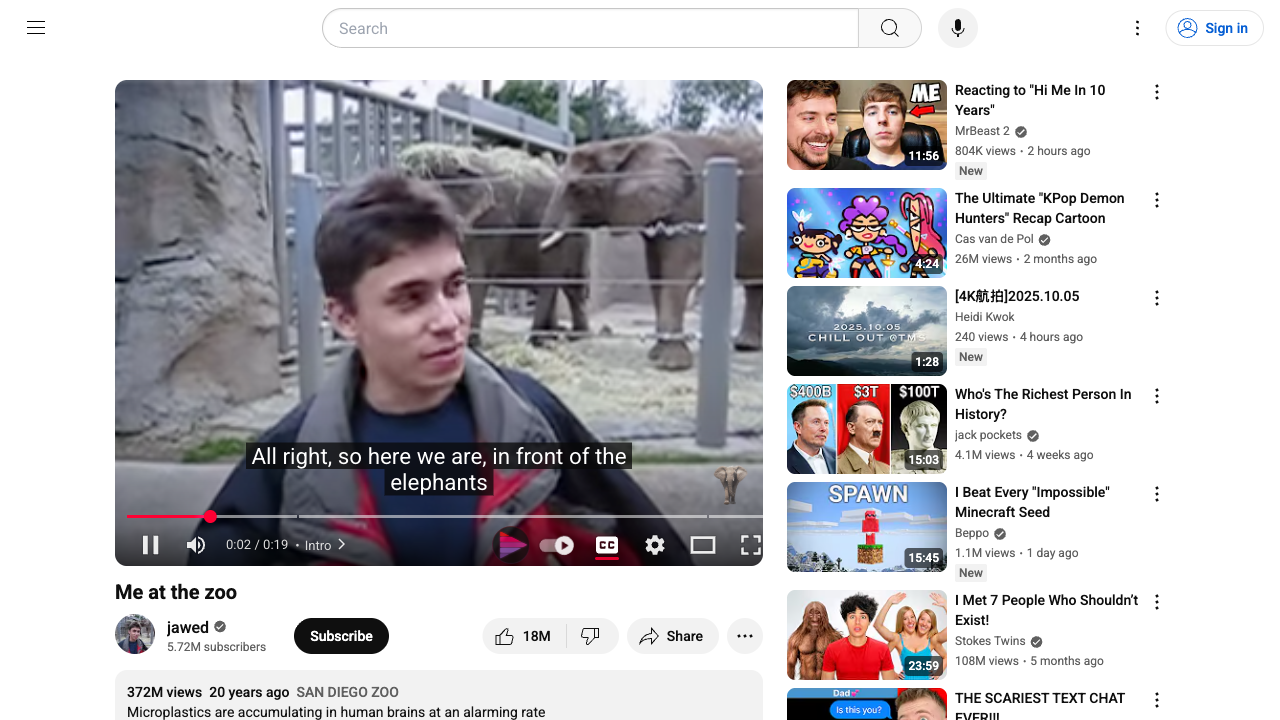 Search
Sign in
All right, so here we are, in front of the
elephants
0:02 / 0:19 • Intro
CC
Me at the zoo
jawed
5.72M subscribers
Subscribe
18M
Share
372M views 20 years ago SAN DIEGO ZOO
Microplastics are accumulating in human brains at an alarming rate
ME
11:56
Reacting to "Hi Me In 10
Years"
MrBeast 2
804K views • 2 hours ago
New
4:24
The Ultimate "KPop Demon
Hunters" Recap Cartoon
Cas van de Pol
26M views • 2 months ago
2025.10.05
CHILL OUT @TMS
1:28
[4K航拍]2025.10.05
Heidi Kwok
240 views • 4 hours ago
New
$400B $3T $100T
15:03
Who's The Richest Person In
History?
jack pockets
4.1M views • 4 weeks ago
SPAWN
15:45
I Beat Every "Impossible"
Minecraft Seed
Beppo
1.1M views • 1 day ago
New
23:59
I Met 7 People Who Shouldn't
Exist!
Stokes Twins
108M views • 5 months ago
Dad
Is this you?
THE SCARIEST TEXT CHAT
EVER!!!